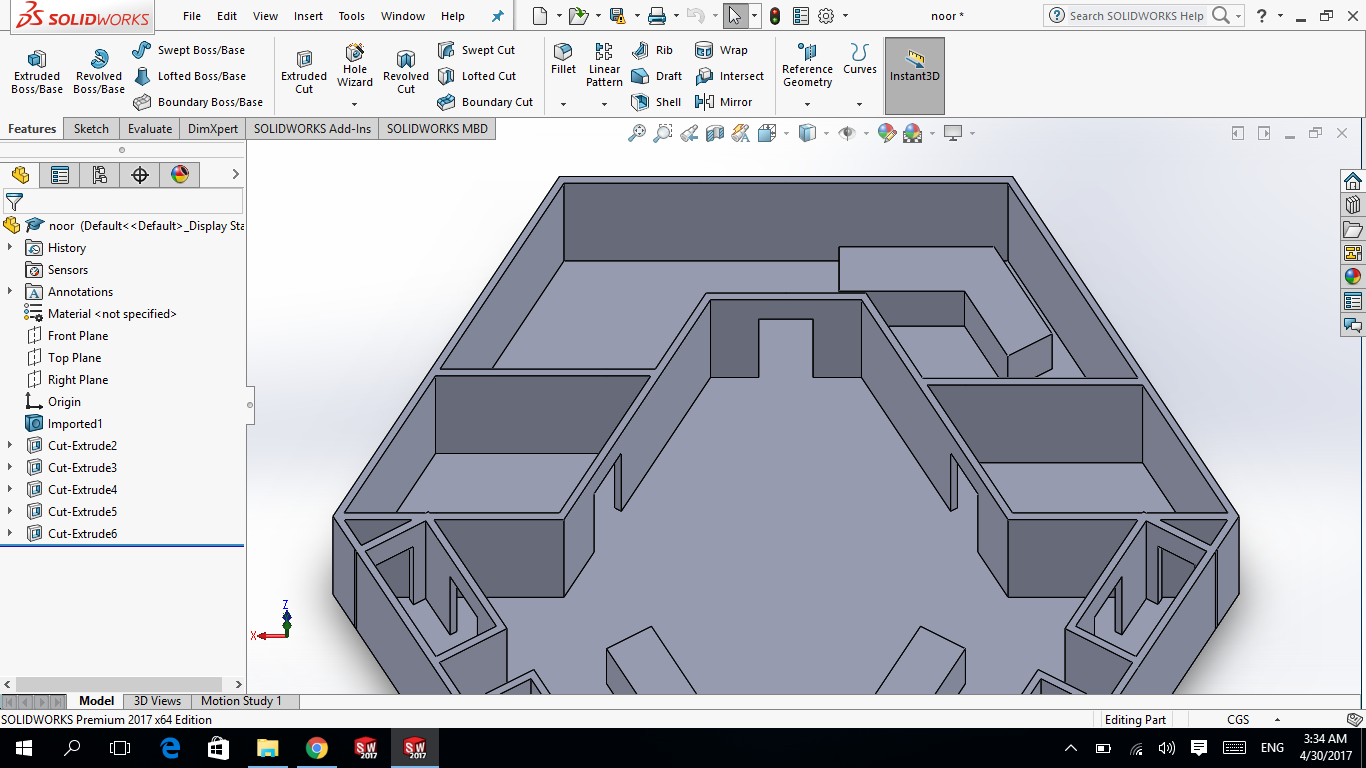 SOLIDWORKS
File Edit View Insert Tools Window Help
noor *
Search SOLIDWORKS Help
?
Extruded Boss/Base
Revolved Boss/Base
Swept Boss/Base
Lofted Boss/Base
Boundary Boss/Base
Extruded Cut
Hole Wizard
Revolved Cut
Swept Cut
Lofted Cut
Boundary Cut
Fillet
Linear Pattern
Rib
Draft
Shell
Wrap
Intersect
Mirror
Reference Geometry
Curves
Instant3D
Features Sketch Evaluate DimXpert SOLIDWORKS Add-Ins SOLIDWORKS MBD
noor (Default<<Default>_Display Sta
History
Sensors
A Annotations
Material <not specified>
Front Plane
Top Plane
Right Plane
Origin
Imported1
Cut-Extrude2
Cut-Extrude3
Cut-Extrude4
Cut-Extrude5
Cut-Extrude6
Z
X
Model 3D Views Motion Study 1
SOLIDWORKS Premium 2017 x64 Edition
Editing Part
CGS
SW 2017
SW 2017
ENG
3:34 AM
4/30/2017